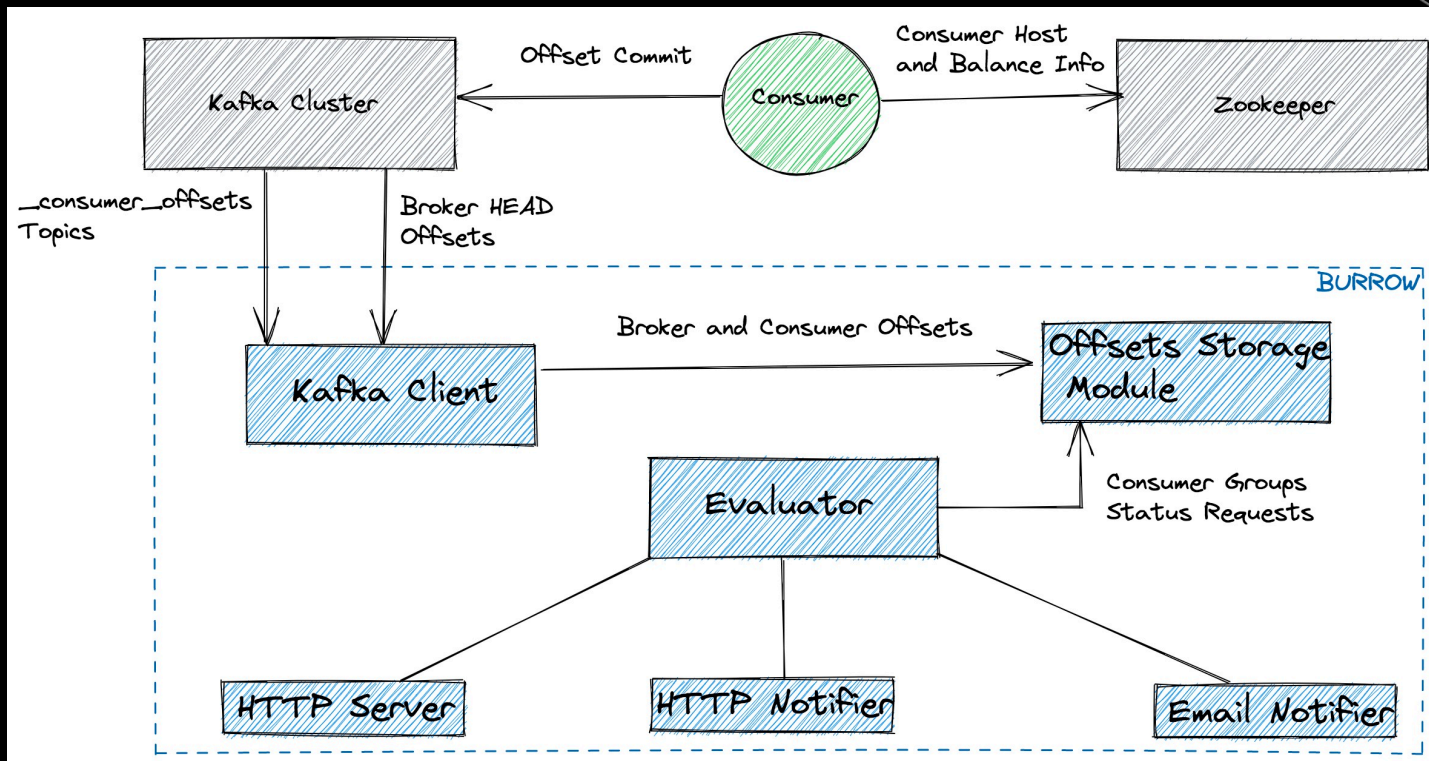 Offset Commit
Consumer Host
and Balance Info
Kafka Cluster
Consumer
Zookeeper
_consumer_offsets
Topics
Broker HEAD
Offsets
BURROW
Broker and Consumer Offsets
Kafka Client
Offsets Storage
Module
Evaluator
Consumer Groups
Status Requests
HTTP Server
HTTP Notifier
Email Notifier